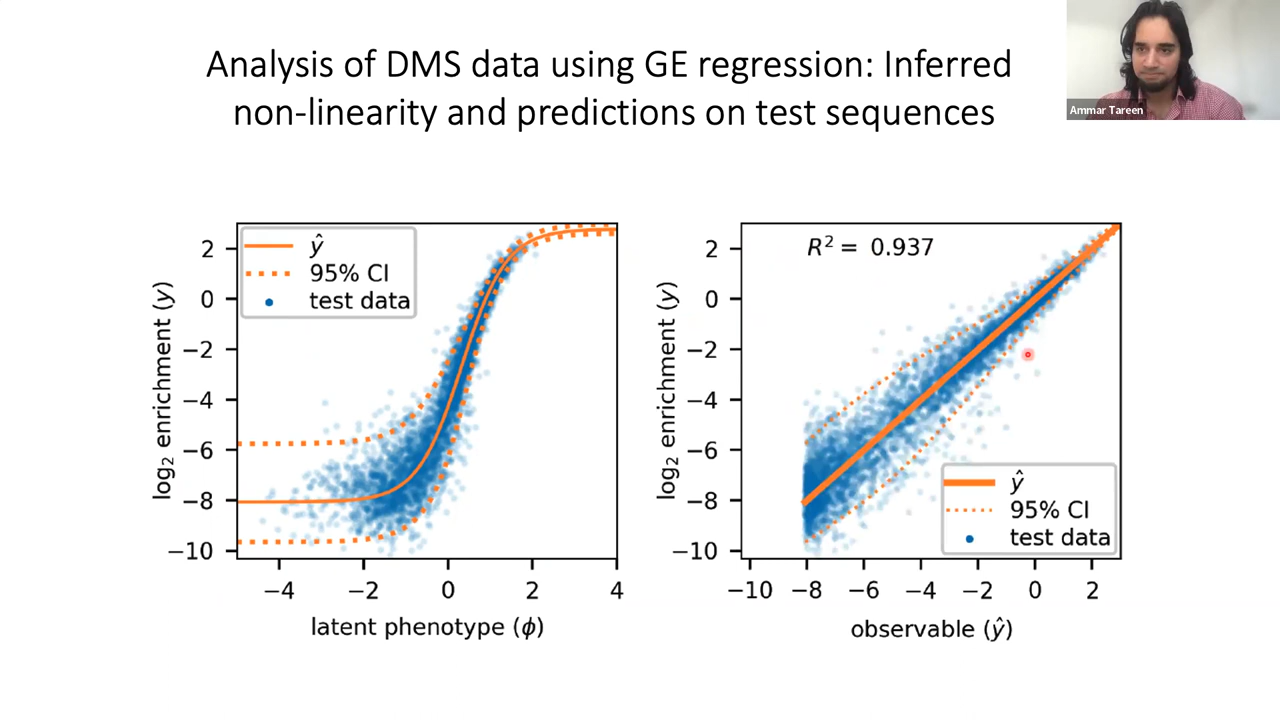 Analysis of DMS data using GE regression: Inferred
non-linearity and predictions on test sequences
Ammar Tareen
ŷ
95% CI
test data
2
0
−2
−4
−6
−8
−10
log₂ enrichment (y)
−4 −2 0 2 4
latent phenotype (ϕ)
R² = 0.937
ŷ
95% CI
test data
2
0
−2
−4
−6
−8
−10
log₂ enrichment (y)
−10 −8 −6 −4 −2 0 2
observable (ŷ)